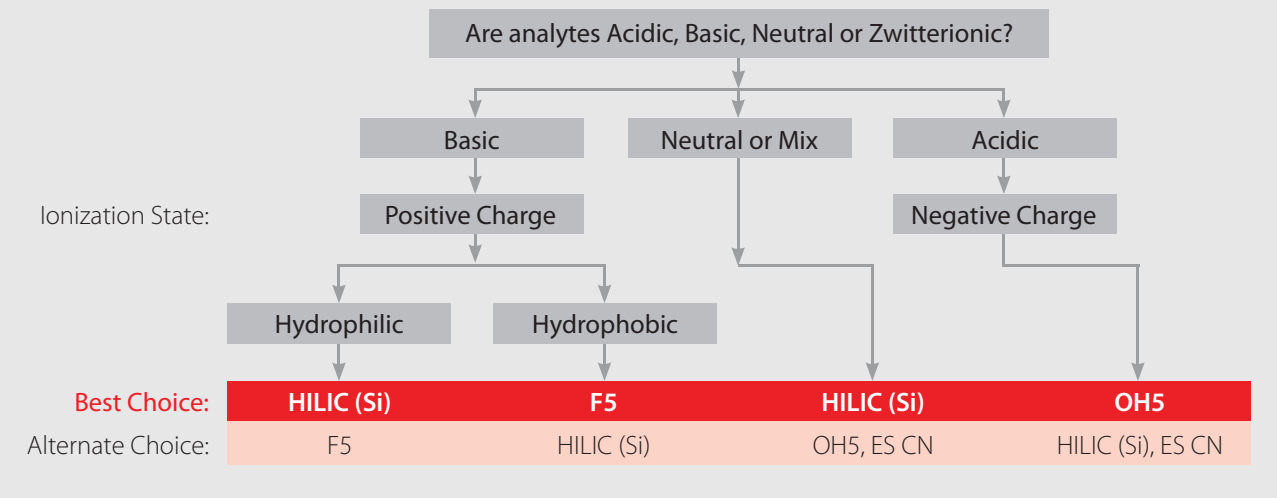 Are analytes Acidic, Basic, Neutral or Zwitterionic?
Basic
Neutral or Mix
Acidic
Ionization State:
Positive Charge
Negative Charge
Hydrophilic
Hydrophobic
Best Choice:
HILIC (Si)
F5
HILIC (Si)
OH5
Alternate Choice:
F5
HILIC (Si)
OH5, ES CN
HILIC (Si), ES CN